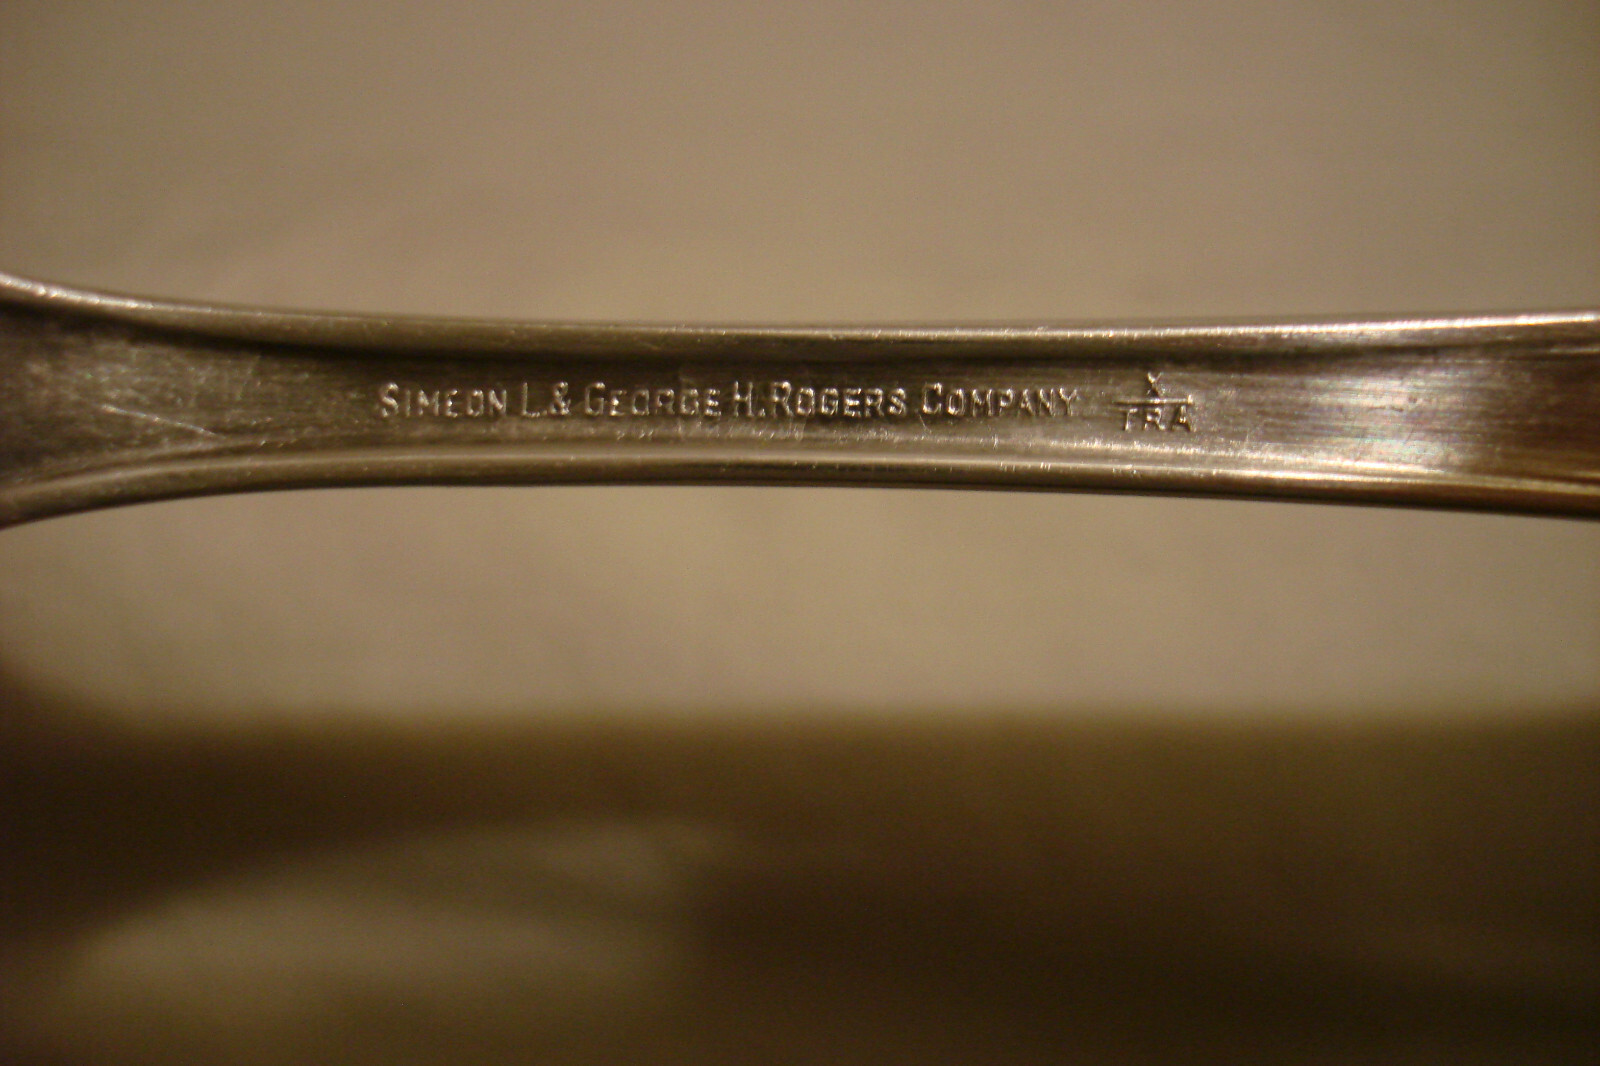 SIMEON L. & GEORGE H. ROGERS COMPANY X
TRA